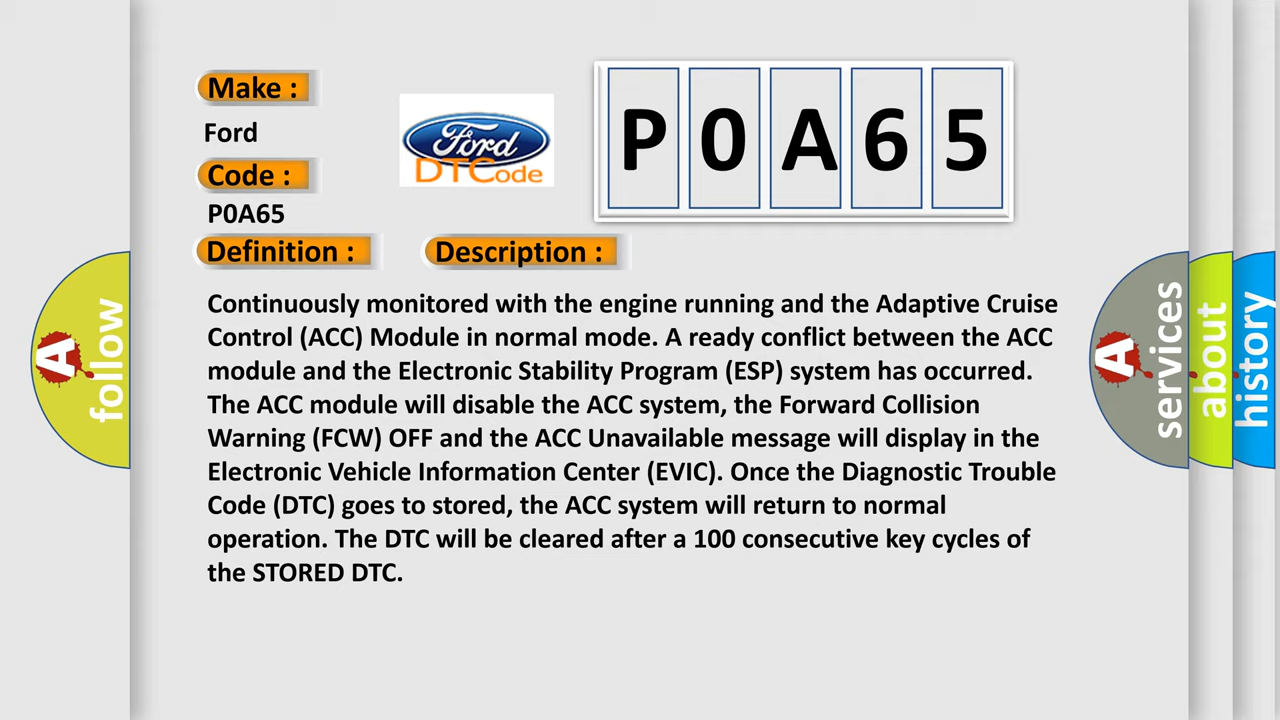 Make :
Ford
Code :
P0A65
Definition :
Description :
Ford
DTCode
P0A65
Continuously monitored with the engine running and the Adaptive Cruise
Control (ACC) Module in normal mode. A ready conflict between the ACC
module and the Electronic Stability Program (ESP) system has occurred.
The ACC module will disable the ACC system, the Forward Collision
Warning (FCW) OFF and the ACC Unavailable message will display in the
Electronic Vehicle Information Center (EVIC). Once the Diagnostic Trouble
Code (DTC) goes to stored, the ACC system will return to normal
operation. The DTC will be cleared after a 100 consecutive key cycles of
the STORED DTC.
A
follow
A
services
about
history